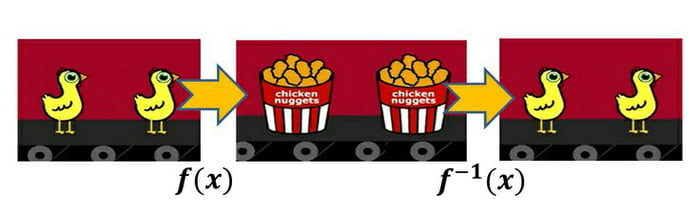 chicken
nuggets
chicken
nuggets
f(x)
f⁻¹(x)